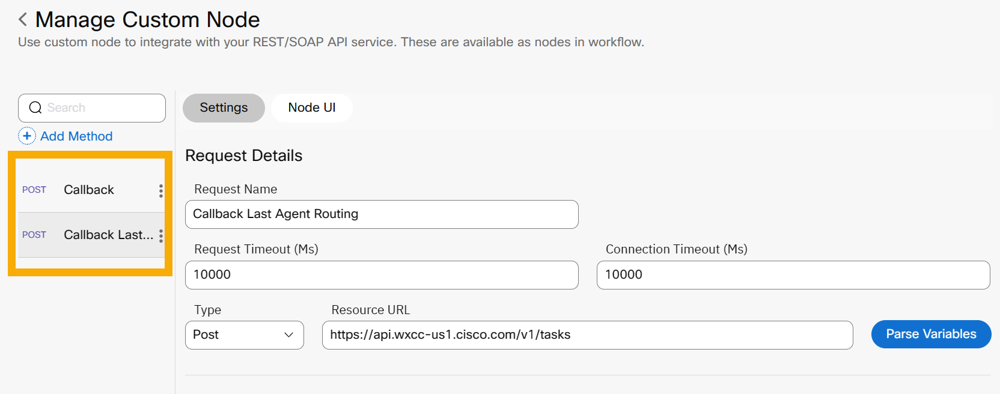 Manage Custom Node
Use custom node to integrate with your REST/SOAP API service. These are available as nodes in workflow.
Search
Add Method
POST Callback
POST Callback Last...
Settings Node UI
Request Details
Request Name
Callback Last Agent Routing
Request Timeout (Ms) Connection Timeout (Ms)
10000 10000
Type Resource URL
Post https://api.wxcc-us1.cisco.com/v1/tasks Parse Variables